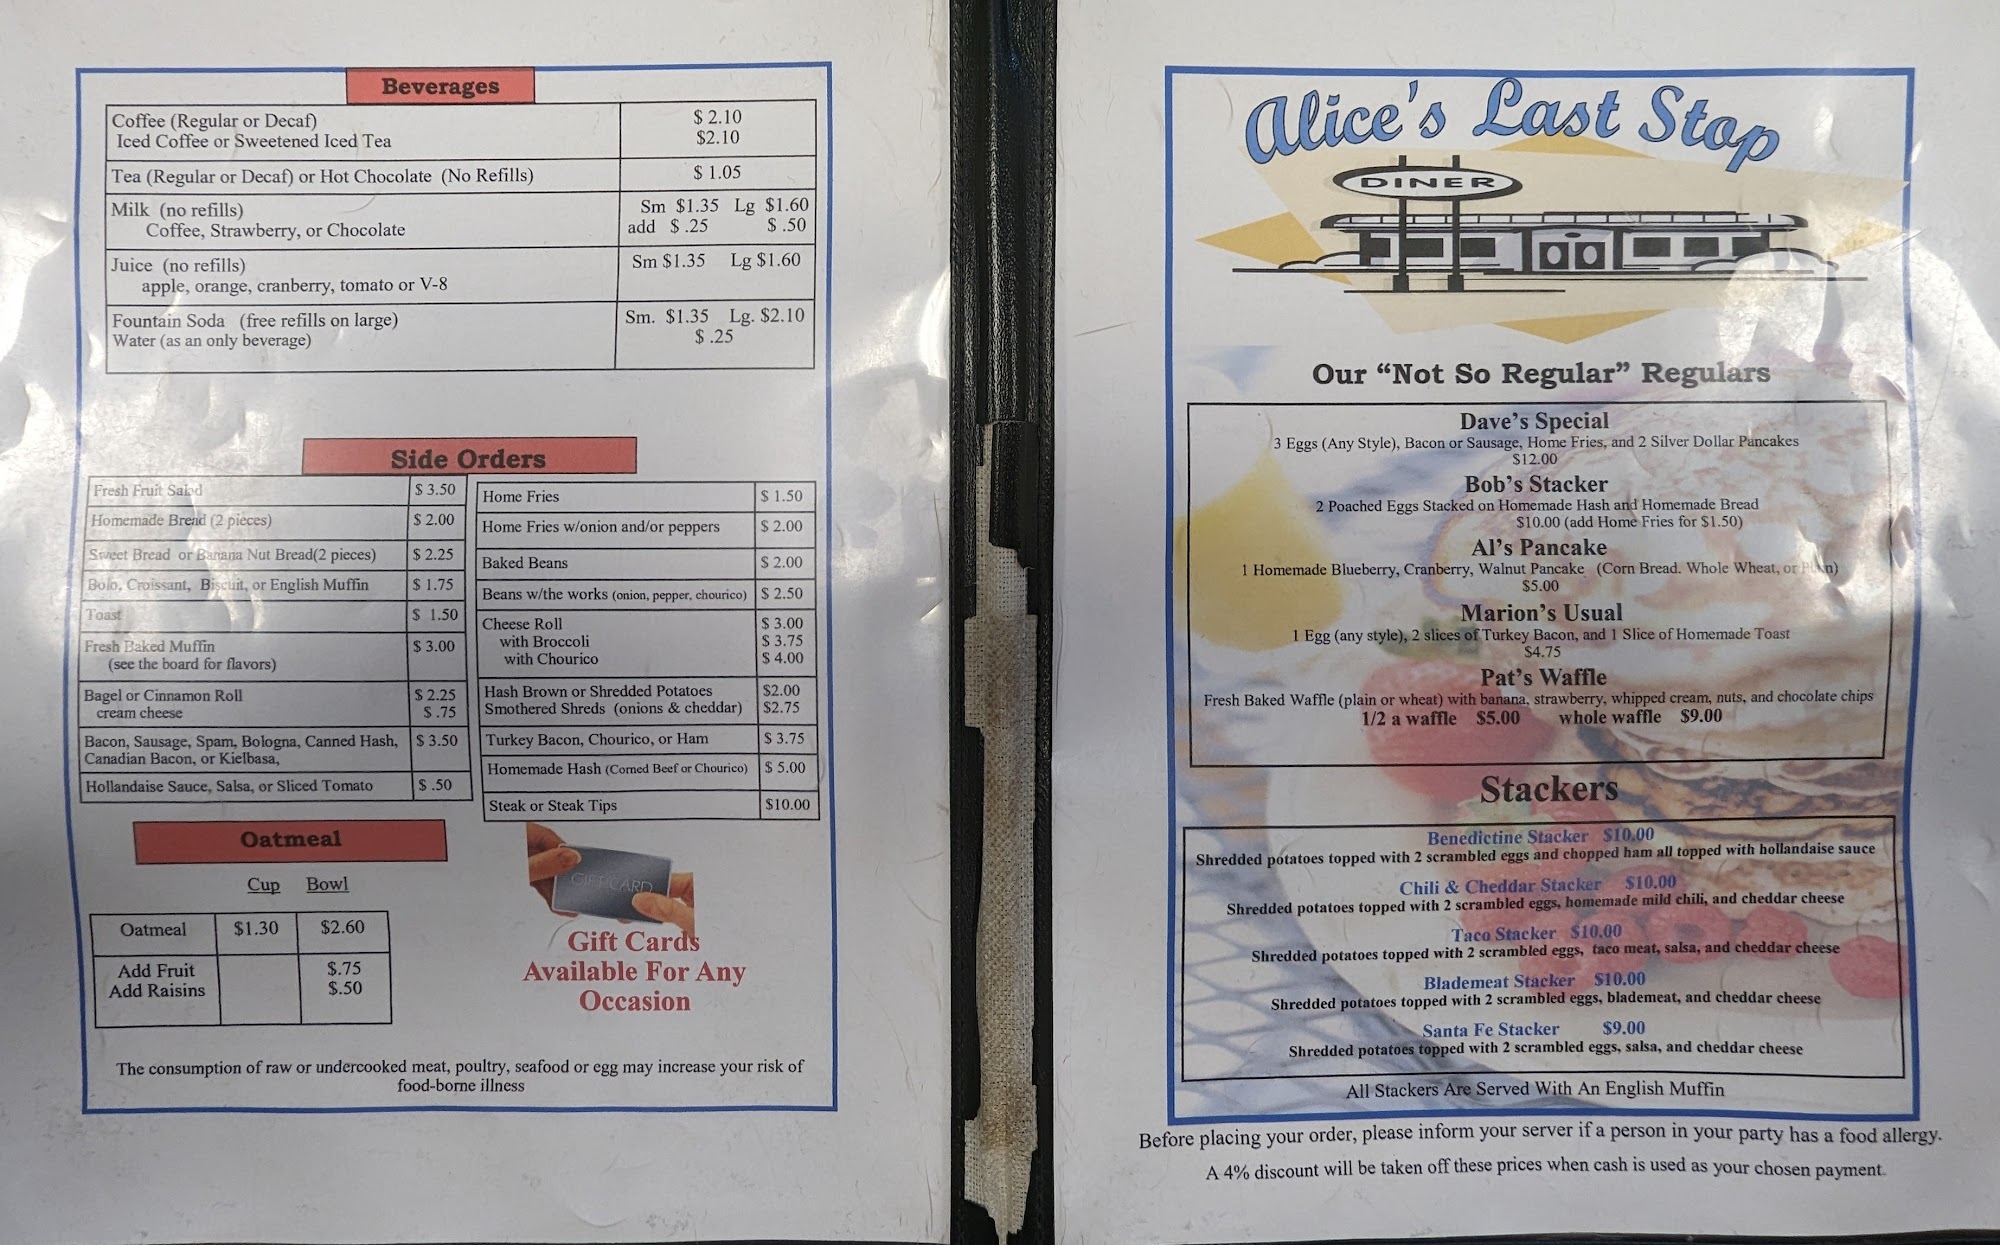 Beverages
Coffee (Regular or Decaf) $ 2.10
Iced Coffee or Sweetened Iced Tea $2.10
Tea (Regular or Decaf) or Hot Chocolate (No Refills) $ 1.05
Milk (no refills) Sm $1.35 Lg $1.60
Coffee, Strawberry, or Chocolate add $ .25 $ .50
Juice (no refills) Sm $1.35 Lg $1.60
apple, orange, cranberry, tomato or V-8
Fountain Soda (free refills on large) Sm. $1.35 Lg. $2.10
Water (as an only beverage) $ .25
Side Orders
Fresh Fruit Salad $ 3.50
Homemade Bread (2 pieces) $ 2.00
Sweet Bread or Banana Nut Bread(2 pieces) $ 2.25
Bolo, Croissant, Biscuit, or English Muffin $ 1.75
Toast $ 1.50
Fresh Baked Muffin $ 3.00
(see the board for flavors)
Bagel or Cinnamon Roll $ 2.25
cream cheese $ .75
Bacon, Sausage, Spam, Bologna, Canned Hash, $ 3.50
Canadian Bacon, or Kielbasa,
Hollandaise Sauce, Salsa, or Sliced Tomato $ .50
Home Fries $ 1.50
Home Fries w/onion and/or peppers $ 2.00
Baked Beans $ 2.00
Beans w/the works (onion, pepper, chourico) $ 2.50
Cheese Roll $ 3.00
with Broccoli $ 3.75
with Chourico $ 4.00
Hash Brown or Shredded Potatoes $2.00
Smothered Shreds (onions & cheddar) $2.75
Turkey Bacon, Chourico, or Ham $ 3.75
Homemade Hash (Corned Beef or Chourico) $ 5.00
Steak or Steak Tips $10.00
Oatmeal
Cup Bowl
Oatmeal $1.30 $2.60
Add Fruit $.75
Add Raisins $.50
GIFT CARD
Gift Cards
Available For Any
Occasion
The consumption of raw or undercooked meat, poultry, seafood or egg may increase your risk of
food-borne illness
Alice's Last Stop
DINER
Our “Not So Regular” Regulars
Dave's Special
3 Eggs (Any Style), Bacon or Sausage, Home Fries, and 2 Silver Dollar Pancakes
$12.00
Bob's Stacker
2 Poached Eggs Stacked on Homemade Hash and Homemade Bread
$10.00 (add Home Fries for $1.50)
Al's Pancake
1 Homemade Blueberry, Cranberry, Walnut Pancake (Corn Bread. Whole Wheat, or Plain)
$5.00
Marion's Usual
1 Egg (any style), 2 slices of Turkey Bacon, and 1 Slice of Homemade Toast
$4.75
Pat's Waffle
Fresh Baked Waffle (plain or wheat) with banana, strawberry, whipped cream, nuts, and chocolate chips
1/2 a waffle $5.00 whole waffle $9.00
Stackers
Benedictine Stacker $10.00
Shredded potatoes topped with 2 scrambled eggs and chopped ham all topped with hollandaise sauce
Chili & Cheddar Stacker $10.00
Shredded potatoes topped with 2 scrambled eggs, homemade mild chili, and cheddar cheese
Taco Stacker $10.00
Shredded potatoes topped with 2 scrambled eggs, taco meat, salsa, and cheddar cheese
Blademeat Stacker $10.00
Shredded potatoes topped with 2 scrambled eggs, blademeat, and cheddar cheese
Santa Fe Stacker $9.00
Shredded potatoes topped with 2 scrambled eggs, salsa, and cheddar cheese
All Stackers Are Served With An English Muffin
Before placing your order, please inform your server if a person in your party has a food allergy.
A 4% discount will be taken off these prices when cash is used as your chosen payment.